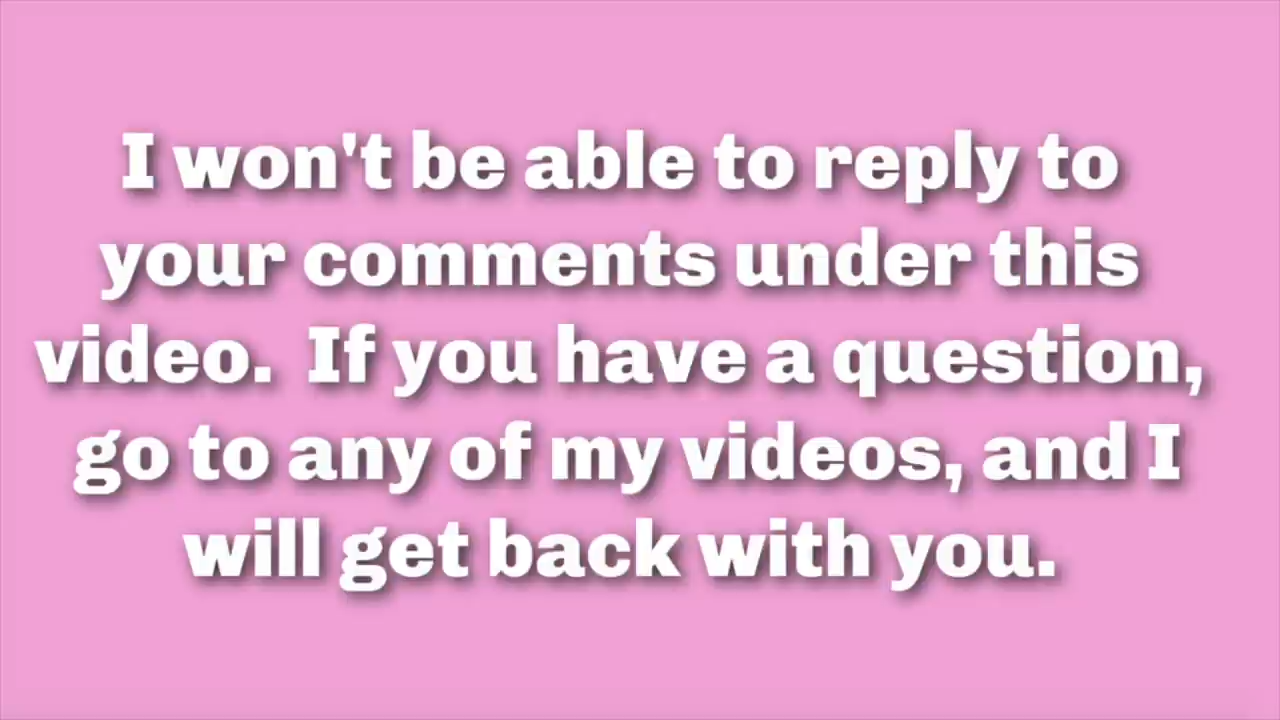 I won't be able to reply to
your comments under this
video.  If you have a question,
go to any of my videos, and I
will get back with you.